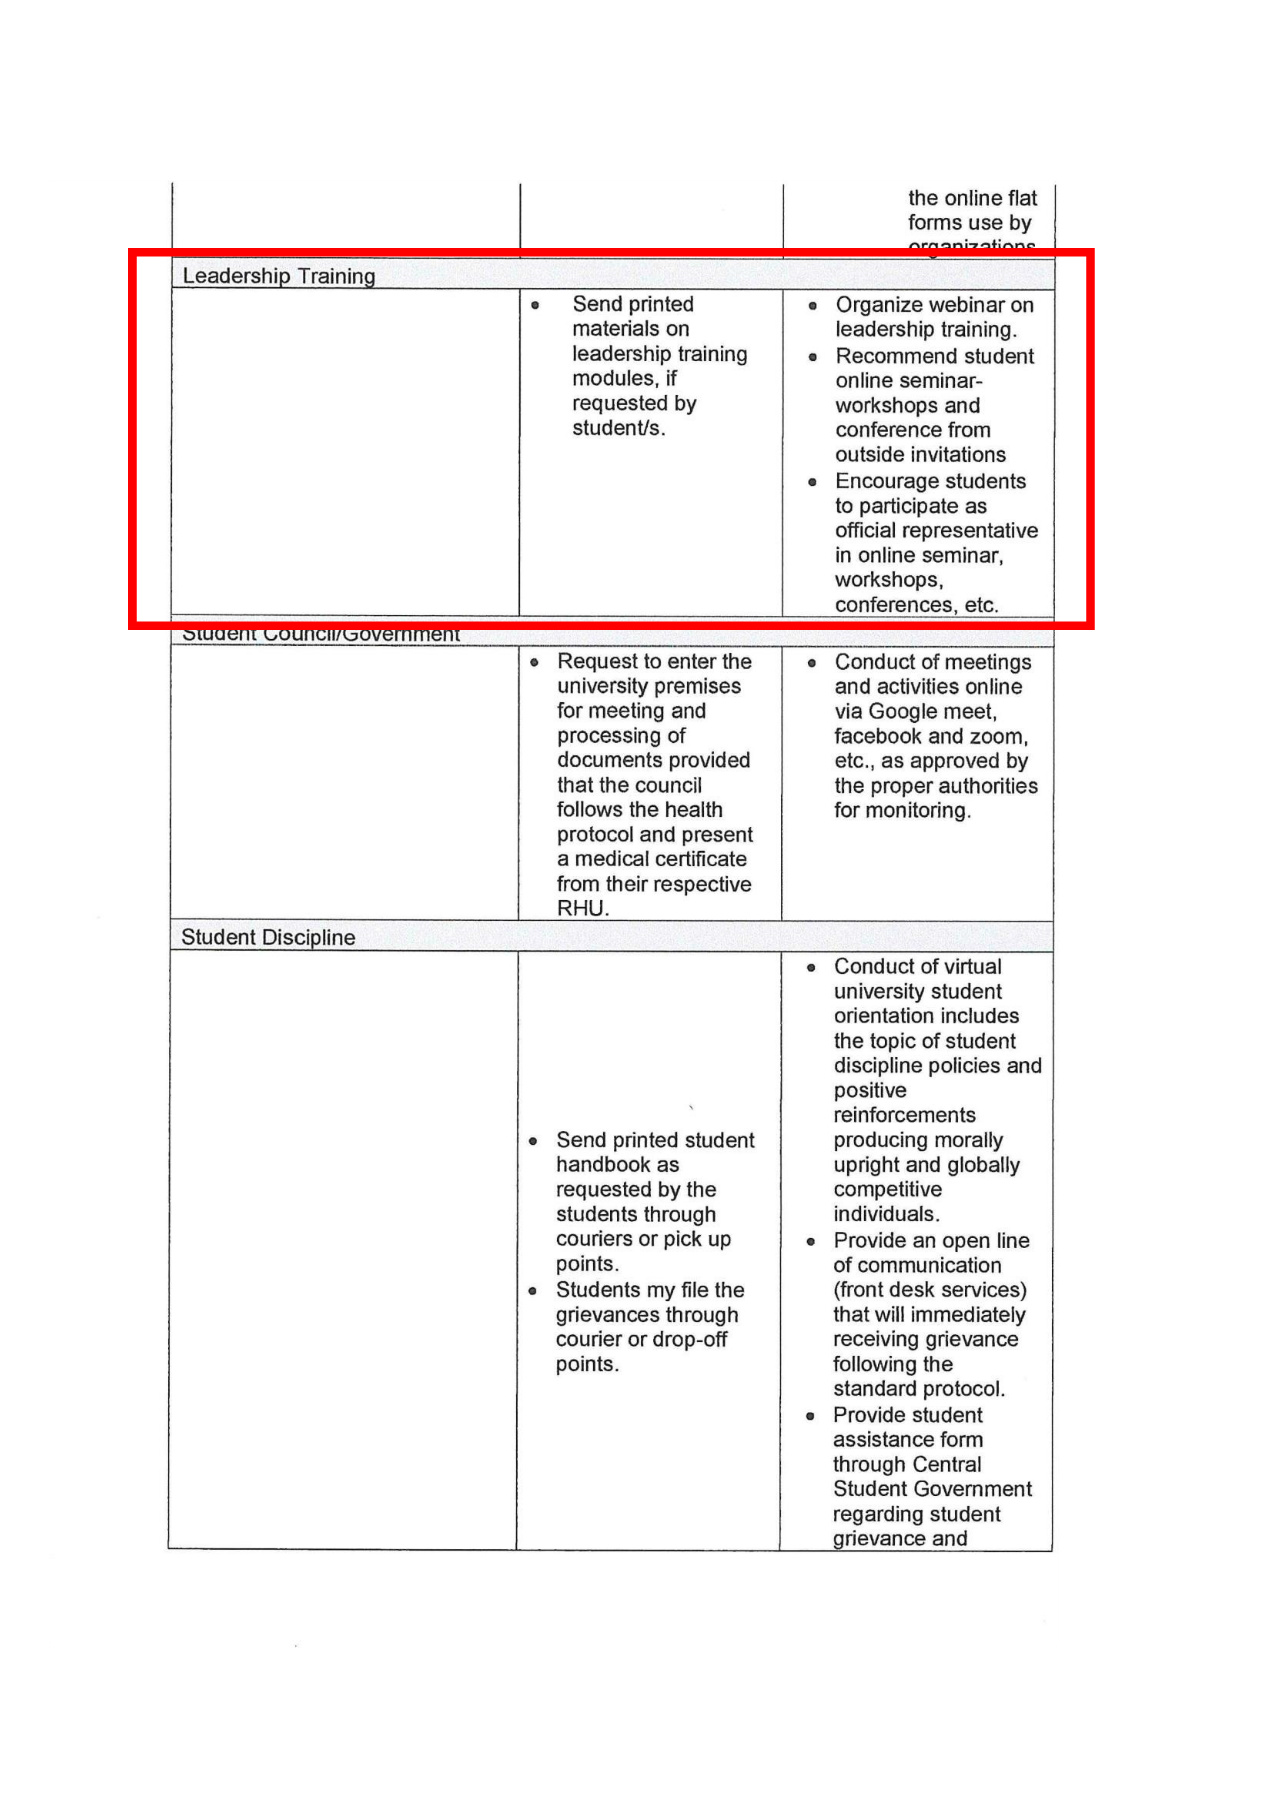 the online flat
forms use by
organizations
Leadership Training
• Send printed
materials on
leadership training
modules, if
requested by
student/s.
• Organize webinar on
leadership training.
• Recommend student
online seminar-
workshops and
conference from
outside invitations
• Encourage students
to participate as
official representative
in online seminar,
workshops,
conferences, etc.
Student Council/Government
• Request to enter the
university premises
for meeting and
processing of
documents provided
that the council
follows the health
protocol and present
a medical certificate
from their respective
RHU.
• Conduct of meetings
and activities online
via Google meet,
facebook and zoom,
etc., as approved by
the proper authorities
for monitoring.
Student Discipline
• Send printed student
handbook as
requested by the
students through
couriers or pick up
points.
• Students my file the
grievances through
courier or drop-off
points.
• Conduct of virtual
university student
orientation includes
the topic of student
discipline policies and
positive
reinforcements
producing morally
upright and globally
competitive
individuals.
• Provide an open line
of communication
(front desk services)
that will immediately
receiving grievance
following the
standard protocol.
• Provide student
assistance form
through Central
Student Government
regarding student
grievance and